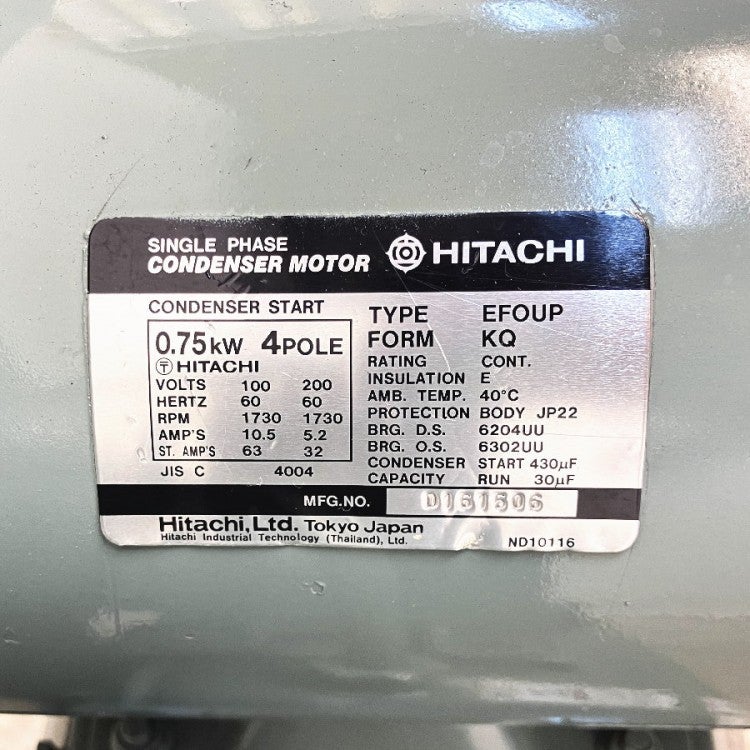 SINGLE PHASE
CONDENSER MOTOR
HITACHI
CONDENSER START
0.75kW 4POLE
〒 HITACHI
VOLTS 100 200
HERTZ 60 60
RPM 1730 1730
AMP'S 10.5 5.2
ST. AMP'S 63 32
JIS C 4004
TYPE EFOUP
FORM KQ
RATING CONT.
INSULATION E
AMB. TEMP. 40°C
PROTECTION BODY JP22
BRG. D.S. 6204UU
BRG. O.S. 6302UU
CONDENSER START 430μF
CAPACITY RUN 30μF
MFG.NO. D161506
Hitachi,Ltd. Tokyo Japan
Hitachi Industrial Technology (Thailand), Ltd.
ND10116